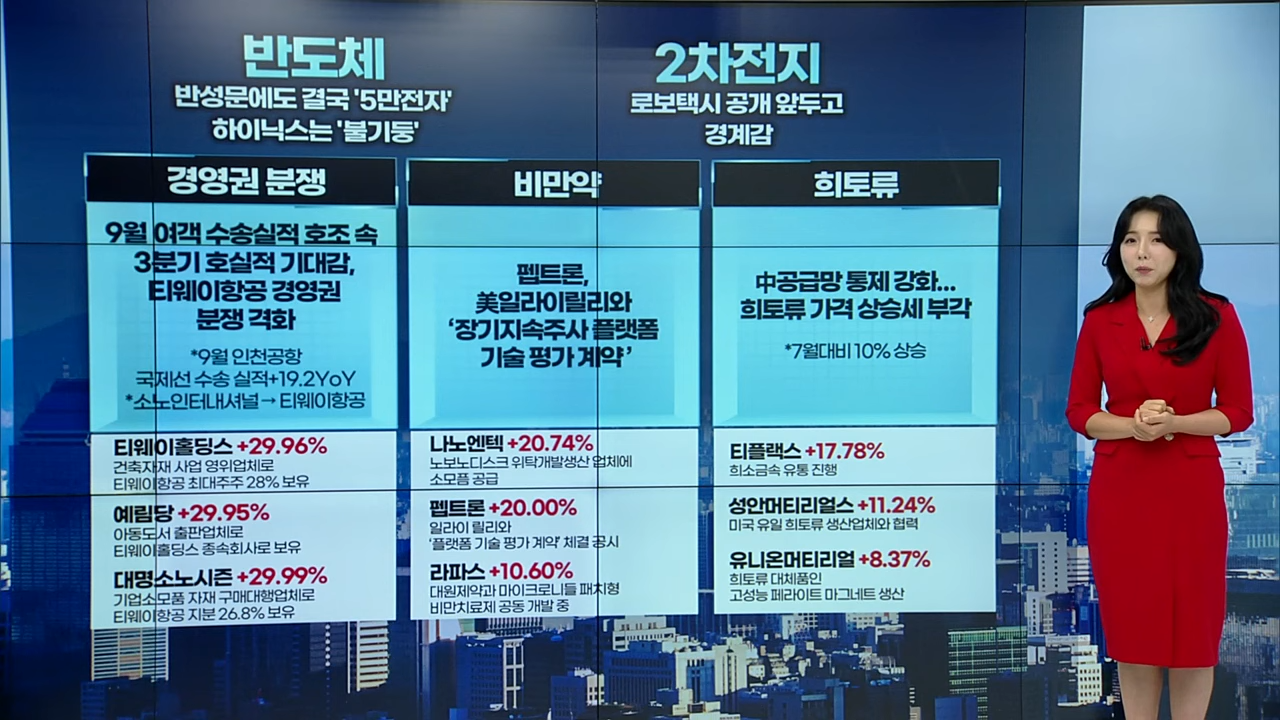 반도체
반성문에도 결국 '5만전자'
하이닉스는 '불기둥'
2차전지
로보택시 공개 앞두고
경계감
경영권 분쟁
9월 여객 수송실적 호조 속
3분기 호실적 기대감,
티웨이항공 경영권
분쟁 격화
*9월 인천공항
국제선 수송 실적+19.2YoY
*소노인터내셔널→ 티웨이항공
티웨이홀딩스 +29.96%
건축자재 사업 영위업체로
티웨이항공 최대주주 28% 보유
예림당 +29.95%
아동도서 출판업체로
티웨이홀딩스 종속회사로 보유
대명소노시즌 +29.99%
기업소모품 자재 구매대행업체로
티웨이항공 지분 26.8% 보유
비만약
펩트론,
美일라이릴리와
‘장기지속주사 플랫폼
기술 평가 계약’
나노엔텍 +20.74%
노보노디스크 위탁개발생산 업체에
소모품 공급
펩트론 +20.00%
일라이 릴리와
‘플랫폼 기술 평가 계약’ 체결 공시
라파스 +10.60%
대원제약과 마이크로니들 패치형
비만치료제 공동 개발 중
희토류
中공급망 통제 강화...
희토류 가격 상승세 부각
*7월대비 10% 상승
티플랙스 +17.78%
희소금속 유통 진행
성안머티리얼스 +11.24%
미국 유일 희토류 생산업체와 협력
유니온머티리얼 +8.37%
희토류 대체품인
고성능 페라이트 마그네트 생산